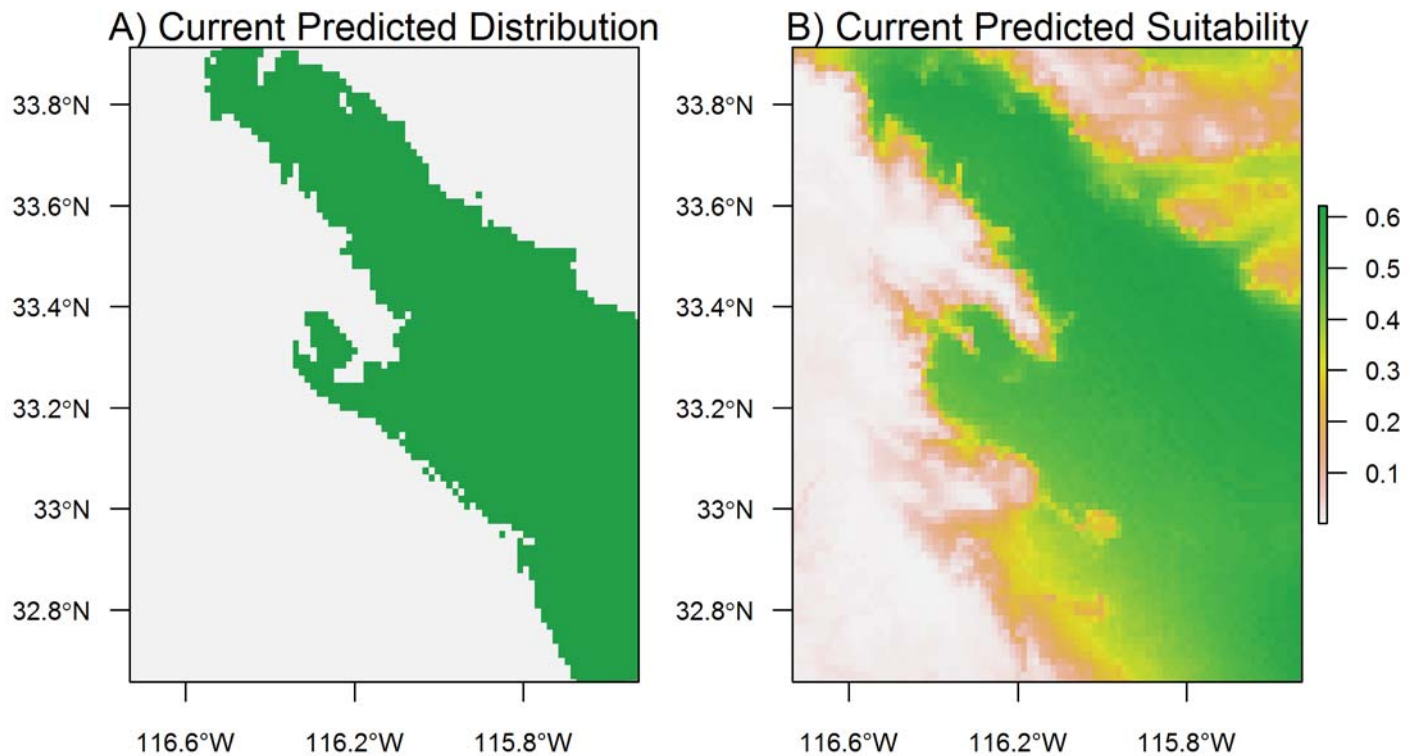 A) Current Predicted Distribution
33.8°N
33.6°N
33.4°N
33.2°N
33°N
32.8°N
116.6°W
116.2°W
115.8°W
B) Current Predicted Suitability
33.8°N
33.6°N
33.4°N
33.2°N
33°N
32.8°N
116.6°W
116.2°W
115.8°W
0.6
0.5
0.4
0.3
0.2
0.1